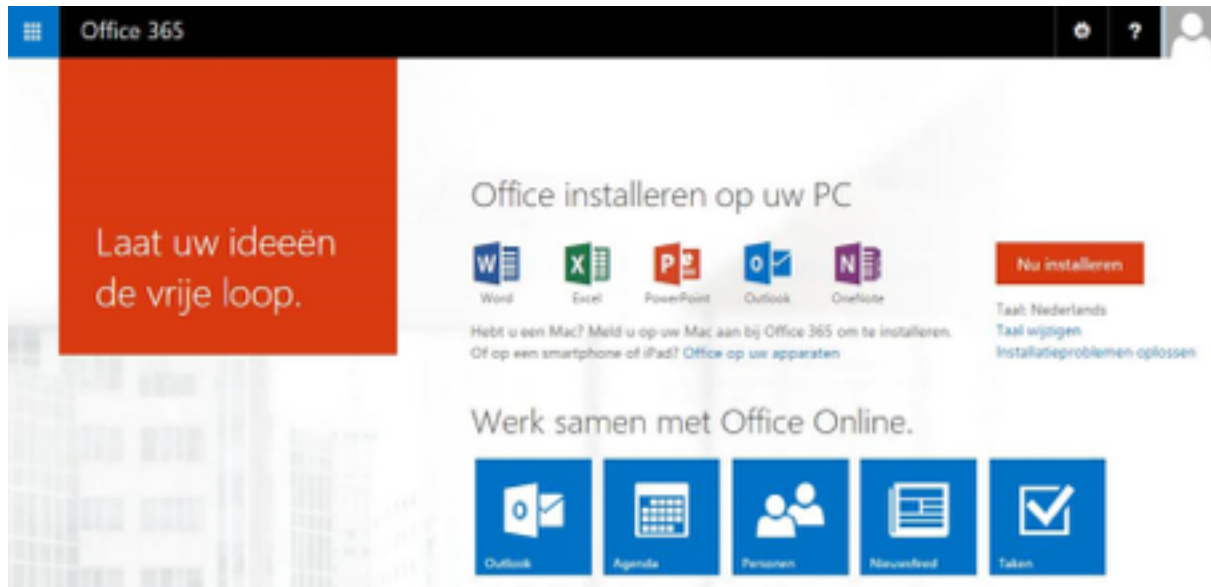 Office 365
?
Laat uw ideeën
de vrije loop.
Office installeren op uw PC
Word Excel PowerPoint Outlook OneNote
Hebt u een Mac? Meld u op uw Mac aan bij Office 365 om te installeren.
Of op een smartphone of iPad? Office op uw apparaten
Nu installeren
Taal: Nederlands
Taal wijzigen
Installatieproblemen oplossen
Werk samen met Office Online.
Outlook Agenda Personen Nieuwsfeed Taken